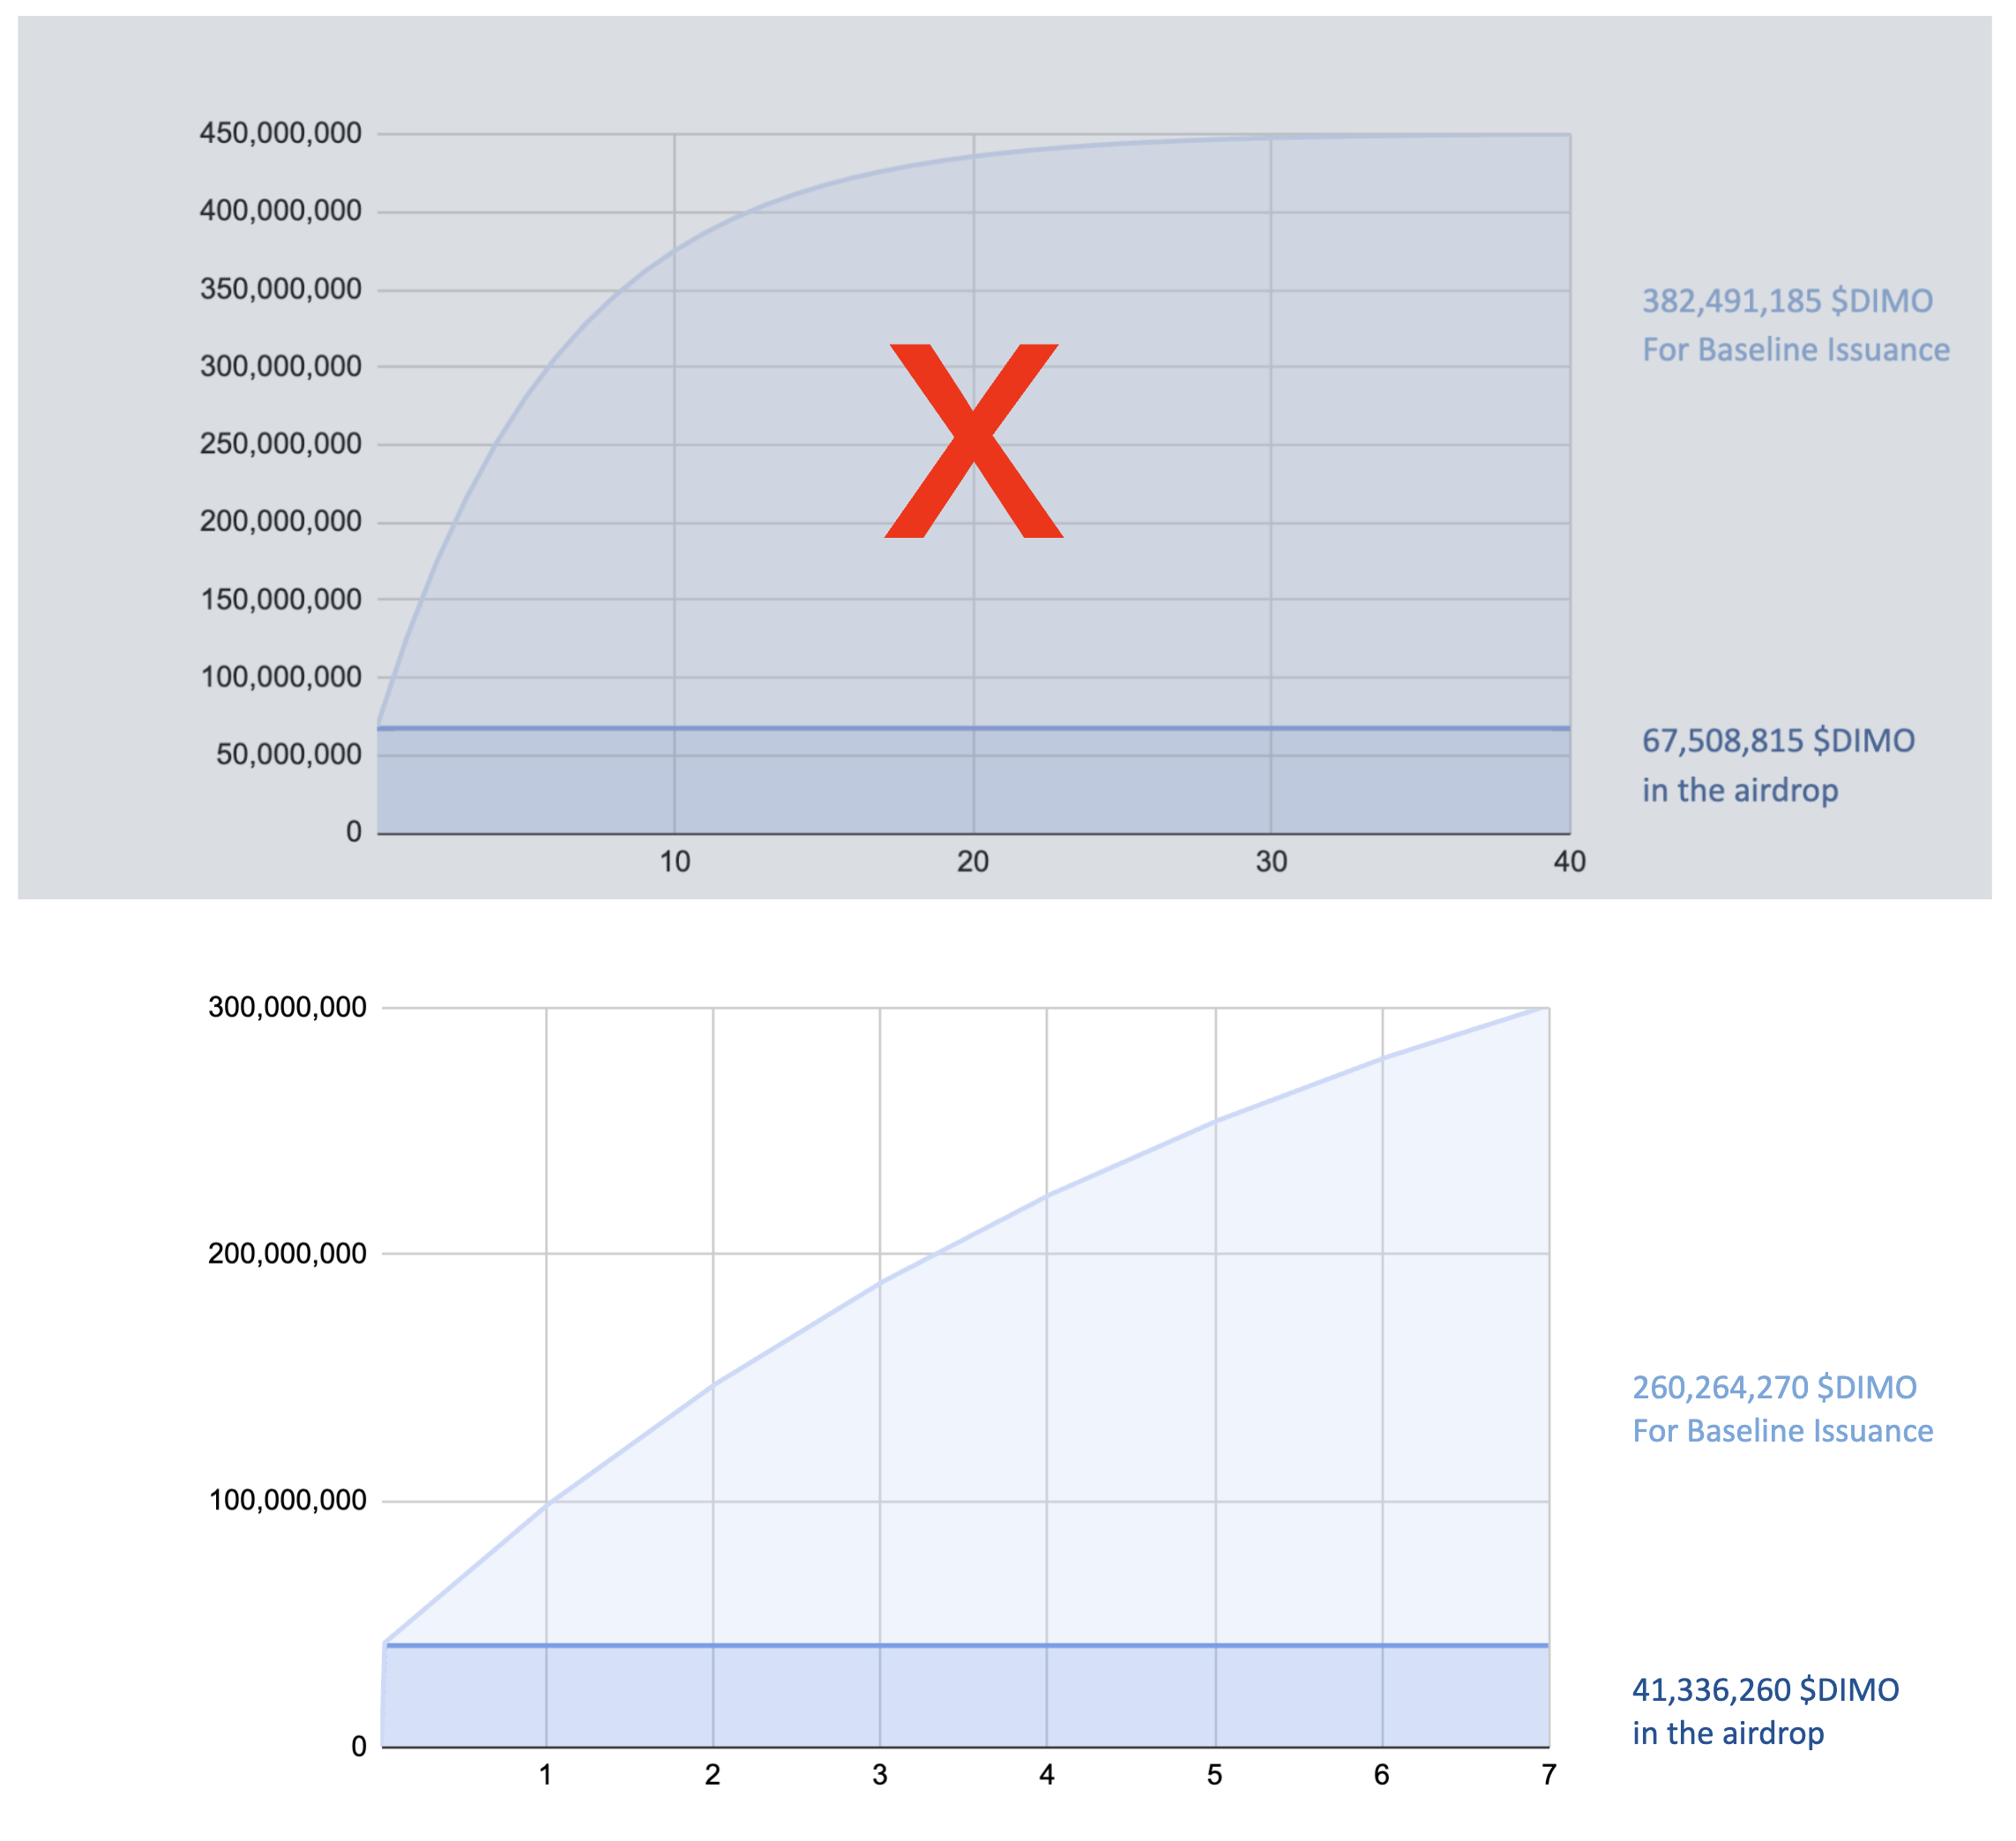 450,000,000
400,000,000
350,000,000
300,000,000
250,000,000
200,000,000
150,000,000
100,000,000
50,000,000
0
10 20 30 40
382,491,185 $DIMO
For Baseline Issuance
67,508,815 $DIMO
in the airdrop
X
300,000,000
200,000,000
100,000,000
0
1 2 3 4 5 6 7
260,264,270 $DIMO
For Baseline Issuance
41,336,260 $DIMO
in the airdrop